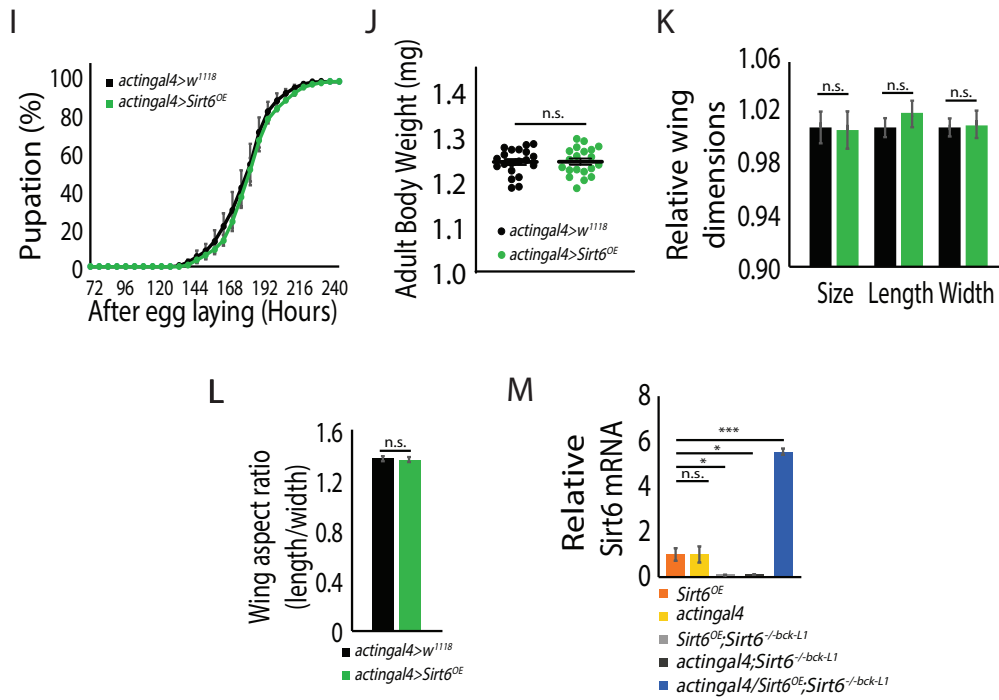 I
Pupation (%)
100
80
60
40
20
0
actingal4>w1118
actingal4>Sirt6OE
72 96 120 144 168 192 216 240
After egg laying (Hours)
J
Adult Body Weight (mg)
1.4
1.3
1.2
1.1
1.0
n.s.
actingal4>w1118
actingal4>Sirt6OE
K
Relative wing
dimensions
1.06
1.02
0.98
0.94
0.90
n.s. n.s. n.s.
Size Length Width
L
Wing aspect ratio
(length/width)
1.6
1.2
0.8
0.4
0
n.s.
actingal4>w1118
actingal4>Sirt6OE
M
Relative
Sirt6 mRNA
8
6
4
2
0
***
*
*
n.s.
Sirt6OE
actingal4
Sirt6OE;Sirt6-/-bck-L1
actingal4;Sirt6-/-bck-L1
actingal4/Sirt6OE;Sirt6-/-bck-L1